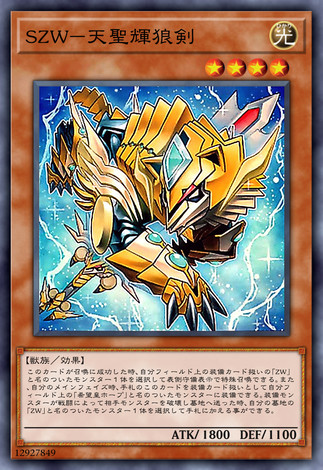 SZW-天聖輝狼剣
光
【獣族／効果】
このカードが召喚に成功した時、自分フィールド上の装備カード扱いの「ZW」
と名のついたモンスター１体を選択して表側守備表示で特殊召喚できる。また、
自分のメインフェイズ時、手札のこのカードを装備カード扱いとして自分フィー
ルド上の「希望皇ホープ」と名のついたモンスターに装備できる。装備モンス
ターが戦闘によって相手モンスターを破壊し墓地へ送った時、自分の墓地の
「ZW」と名のついたモンスター１体を選択して手札に加える事ができる。
ATK/ 1800 DEF/1100
12927849